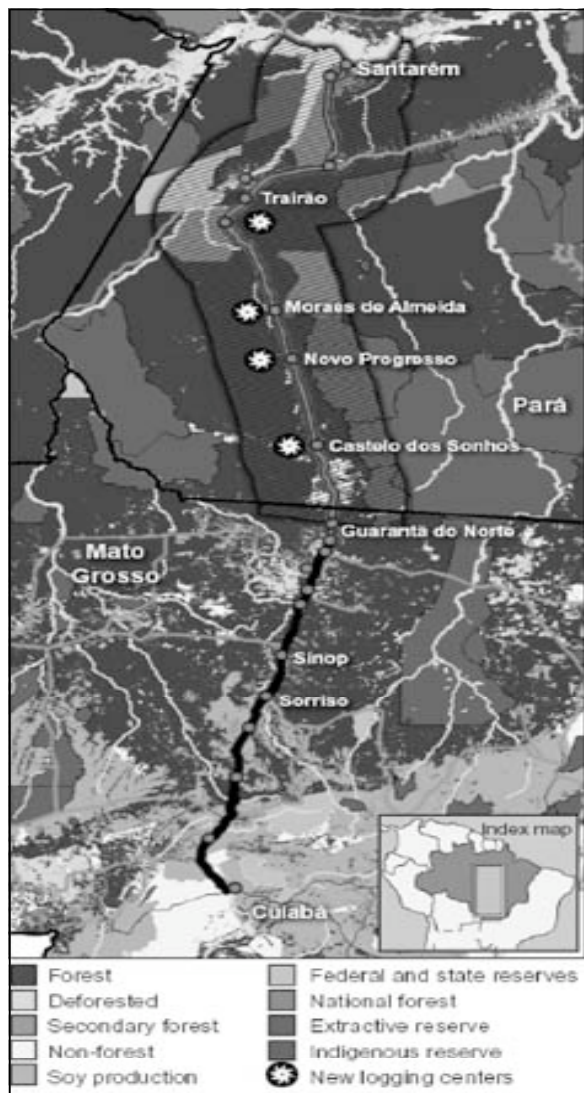 Santarém
Trairão
Moraes de Almeida
Novo Progresso
Pará
Castelo dos Sonhos
Guaranta do Norte
Mato
Grosso
Sinop
Sorriso
Index map
Cuiabá
Forest
Deforested
Secondary forest
Non-forest
Soy production
Federal and state reserves
National forest
Extractive reserve
Indigenous reserve
New logging centers